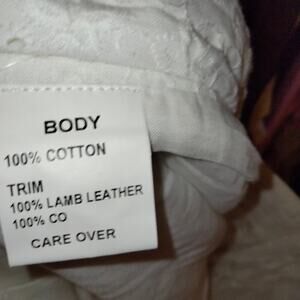 BODY
100% COTTON
TRIM
100% LAMB LEATHER
100% CO
CARE OVER